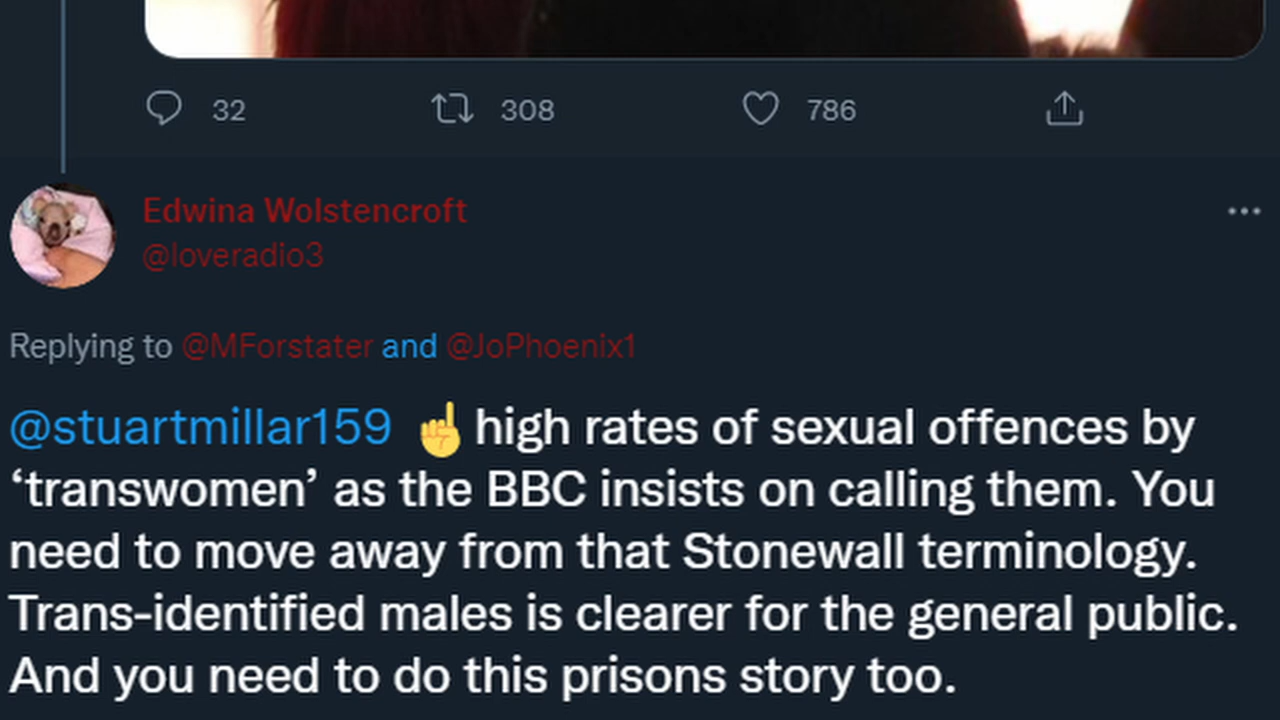 32 308 786
Edwina Wolstencroft
@loveradio3
Replying to @MForstater and @JoPhoenix1
@stuartmillar159 ☝high rates of sexual offences by
‘transwomen’ as the BBC insists on calling them. You
need to move away from that Stonewall terminology.
Trans-identified males is clearer for the general public.
And you need to do this prisons story too.